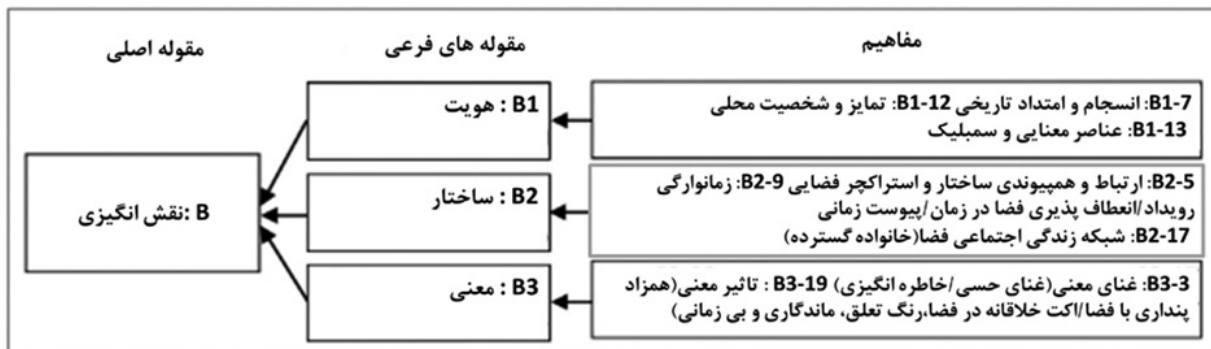 مقوله اصلی
مقوله های فرعی
مفاهیم
B1 : هویت
B1-7: انسجام و امتداد تاریخی B1-12: تمایز و شخصیت محلی
B1-13: عناصر معنایی و سمبلیک
B :نقش انگیزی
B2 : ساختار
B2-5: ارتباط و همپیوندی ساختار و استراکچر فضایی B2-9: زمانوارگی
رویداد/انعطاف پذیری فضا در زمان/پیوست زمانی
B2-17: شبکه زندگی اجتماعی فضا(خانواده گسترده)
B3 : معنی
B3-3: غنای معنی(غنای حسی/خاطره انگیزی) B3-19 : تاثیر معنی(همزاد
پنداری با فضا/اکت خلاقانه در فضا،رنگ تعلق، ماندگاری و بی زمانی)